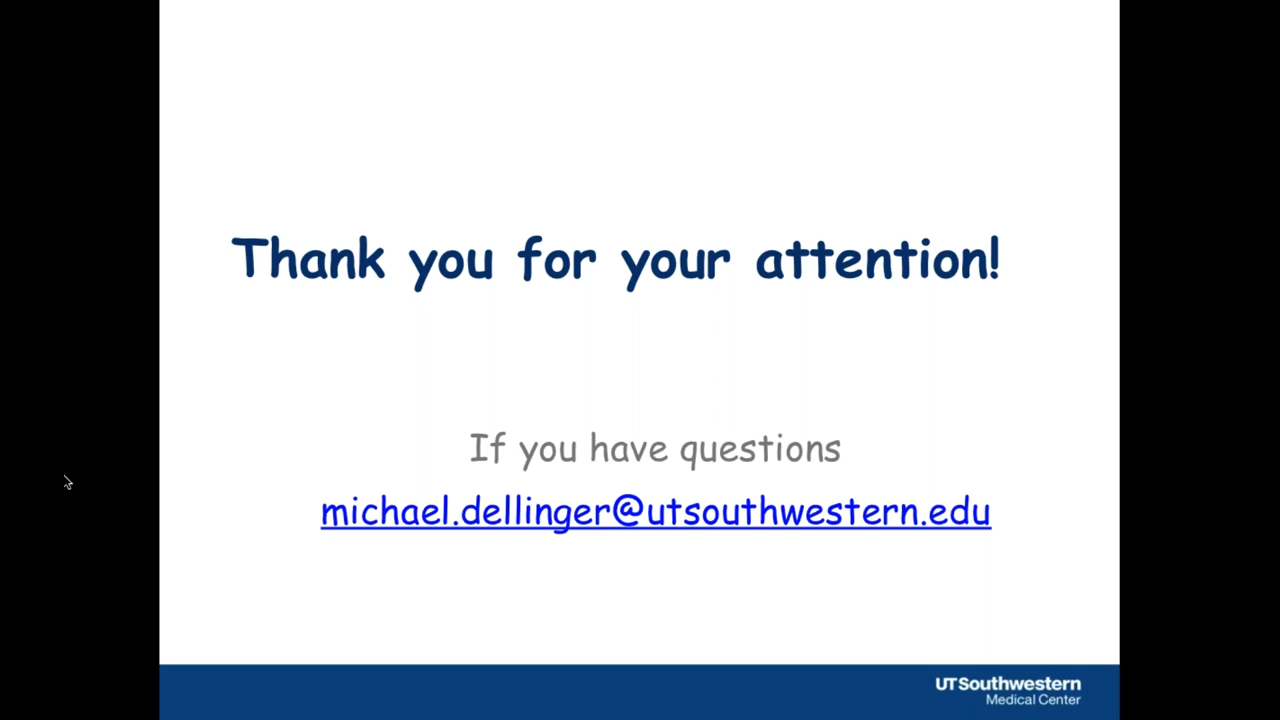 Thank you for your attention!
If you have questions
michael.dellinger@utsouthwestern.edu
UTSouthwestern
Medical Center